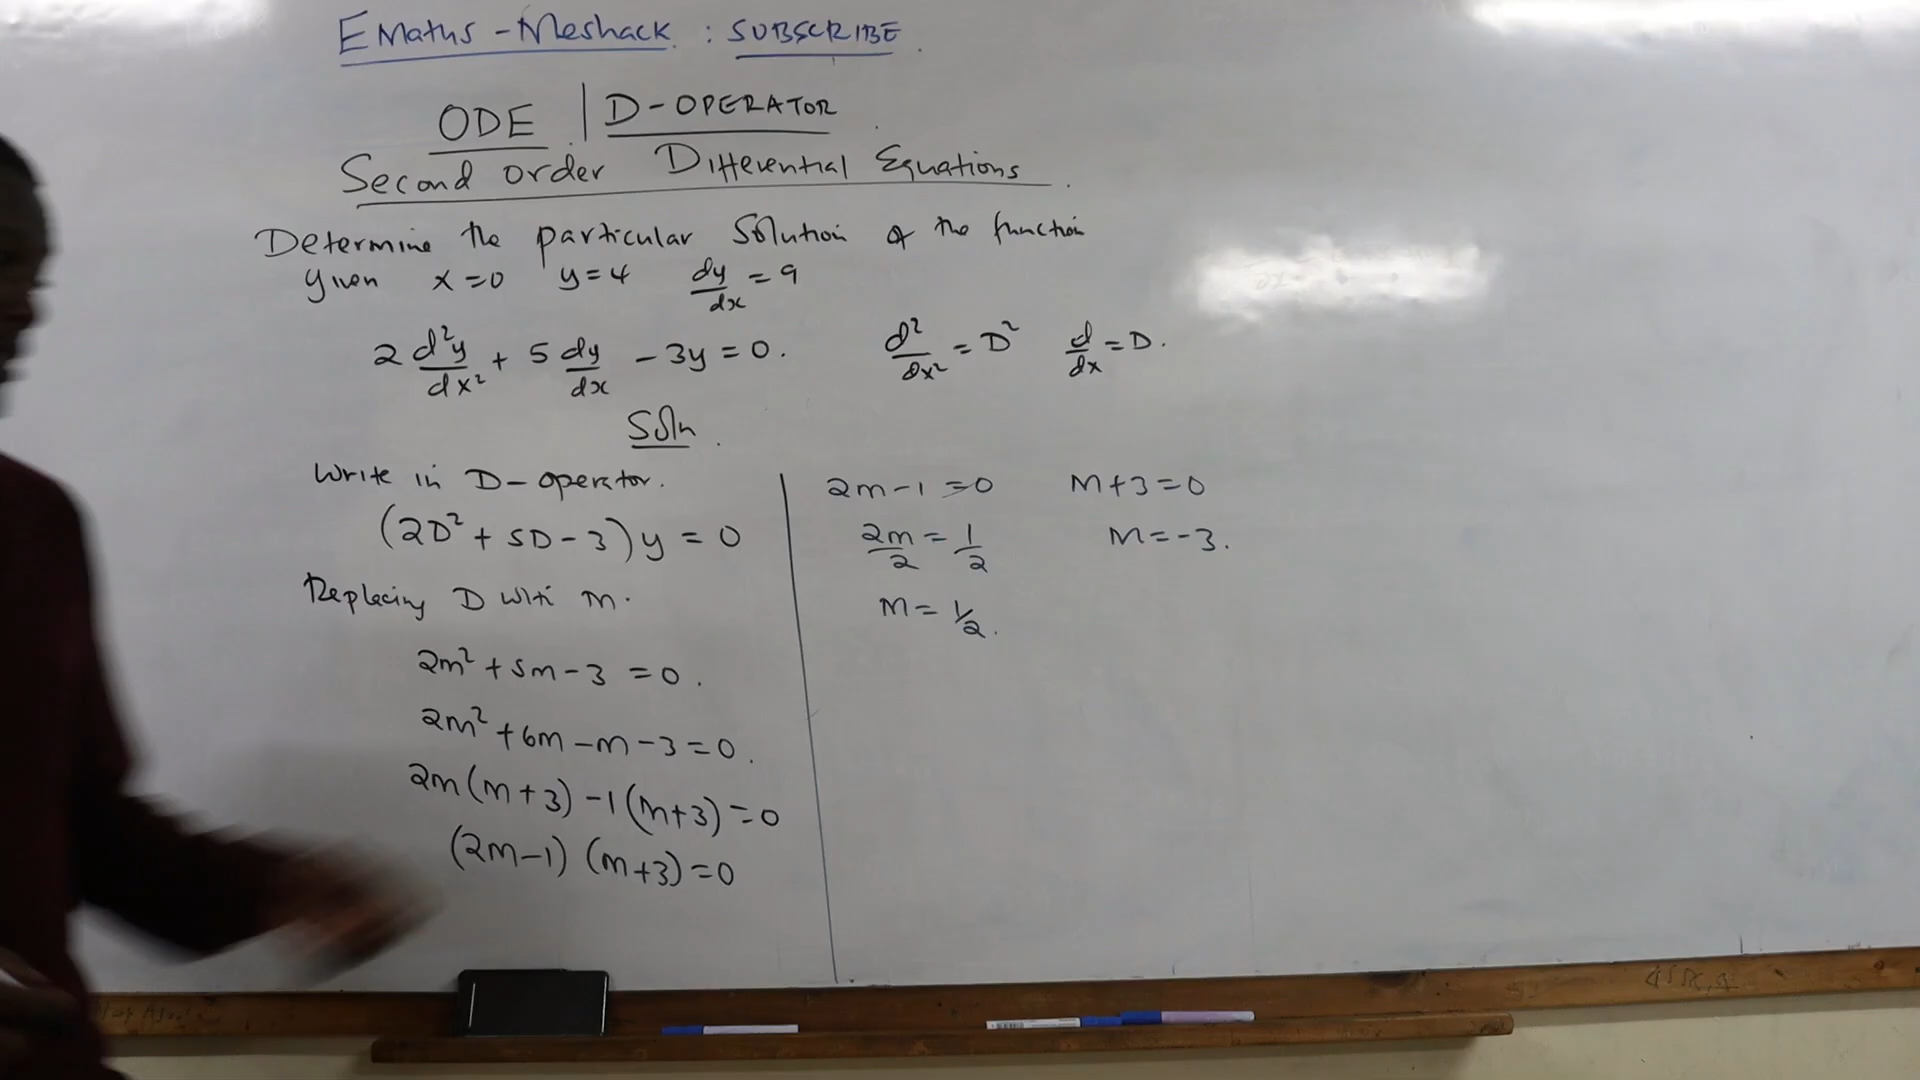 EMaths - Meshack : SUBSCRIBE
ODE | D-OPERATOR
Second order Differential Equations
Determine the particular Solution of the function
given x=0 y=4 dy/dx = 9
2 d²y/dx² + 5 dy/dx - 3y = 0. d²/dx² = D² d/dx = D.
Soln.
Write in D-operator.
(2D² + 5D - 3)y = 0
Replacing D with m.
2m² + 5m - 3 = 0.
2m² + 6m - m - 3 = 0.
2m(m+3) - 1(m+3) = 0
(2m-1) (m+3) = 0
2m - 1 = 0 m+3 = 0
2m/2 = 1/2 m = -3.
m = 1/2.